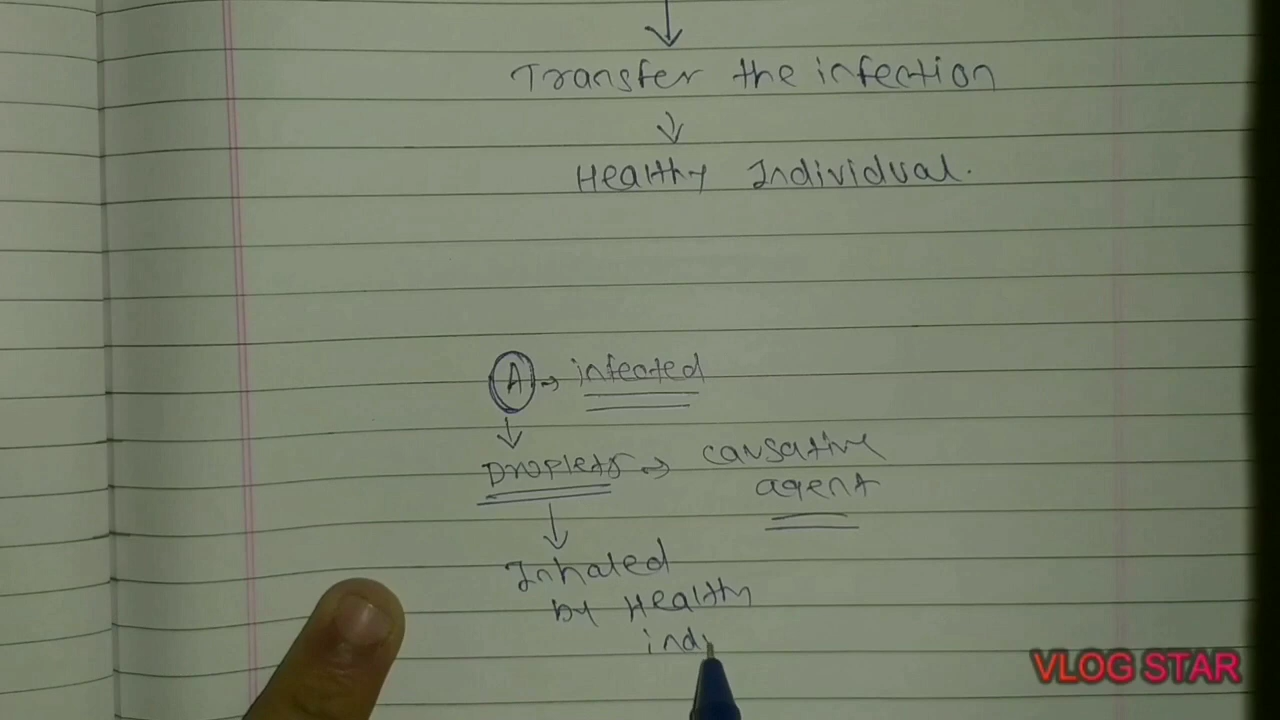 Transfer the infection
Healthy Individual.
A → infected
Droplets → causative
agent
Inhaled
by Healthy
ind
VLOG STAR